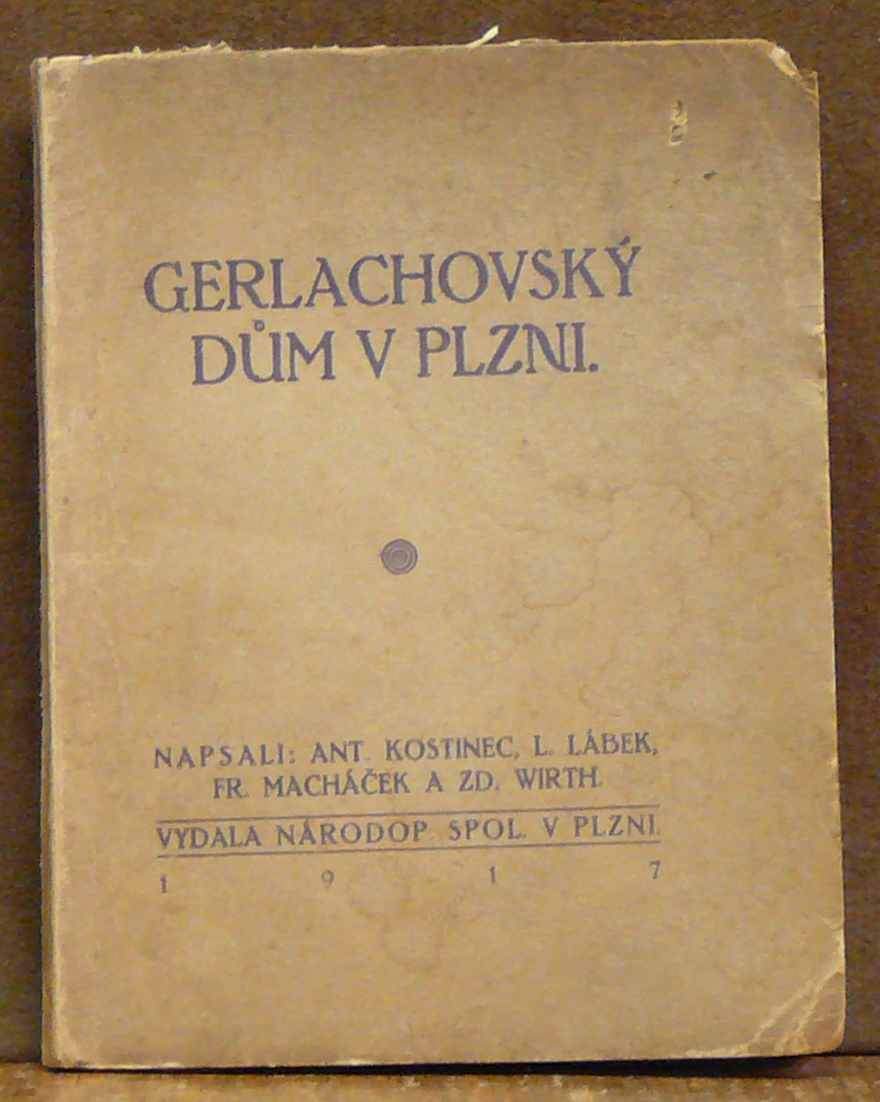 GERLACHOVSKÝ
DŮM V PLZNI.
NAPSALI: ANT. KOSTINEC, L. LÁBEK,
FR. MACHÁČEK A ZD. WIRTH.
VYDALA NÁRODOP. SPOL. V PLZNI.
1 9 1 7